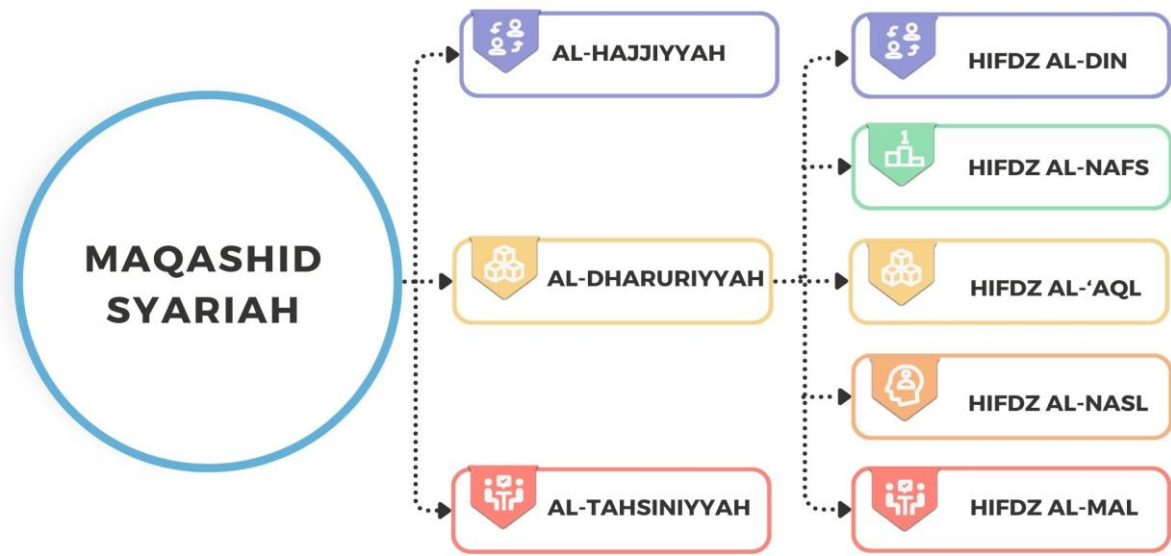 MAQASHID
SYARIAH
AL-HAJJIYYAH
AL-DHARURIYYAH
AL-TAHSINIYYAH
HIFDZ AL-DIN
1
HIFDZ AL-NAFS
HIFDZ AL-‘AQL
HIFDZ AL-NASL
HIFDZ AL-MAL